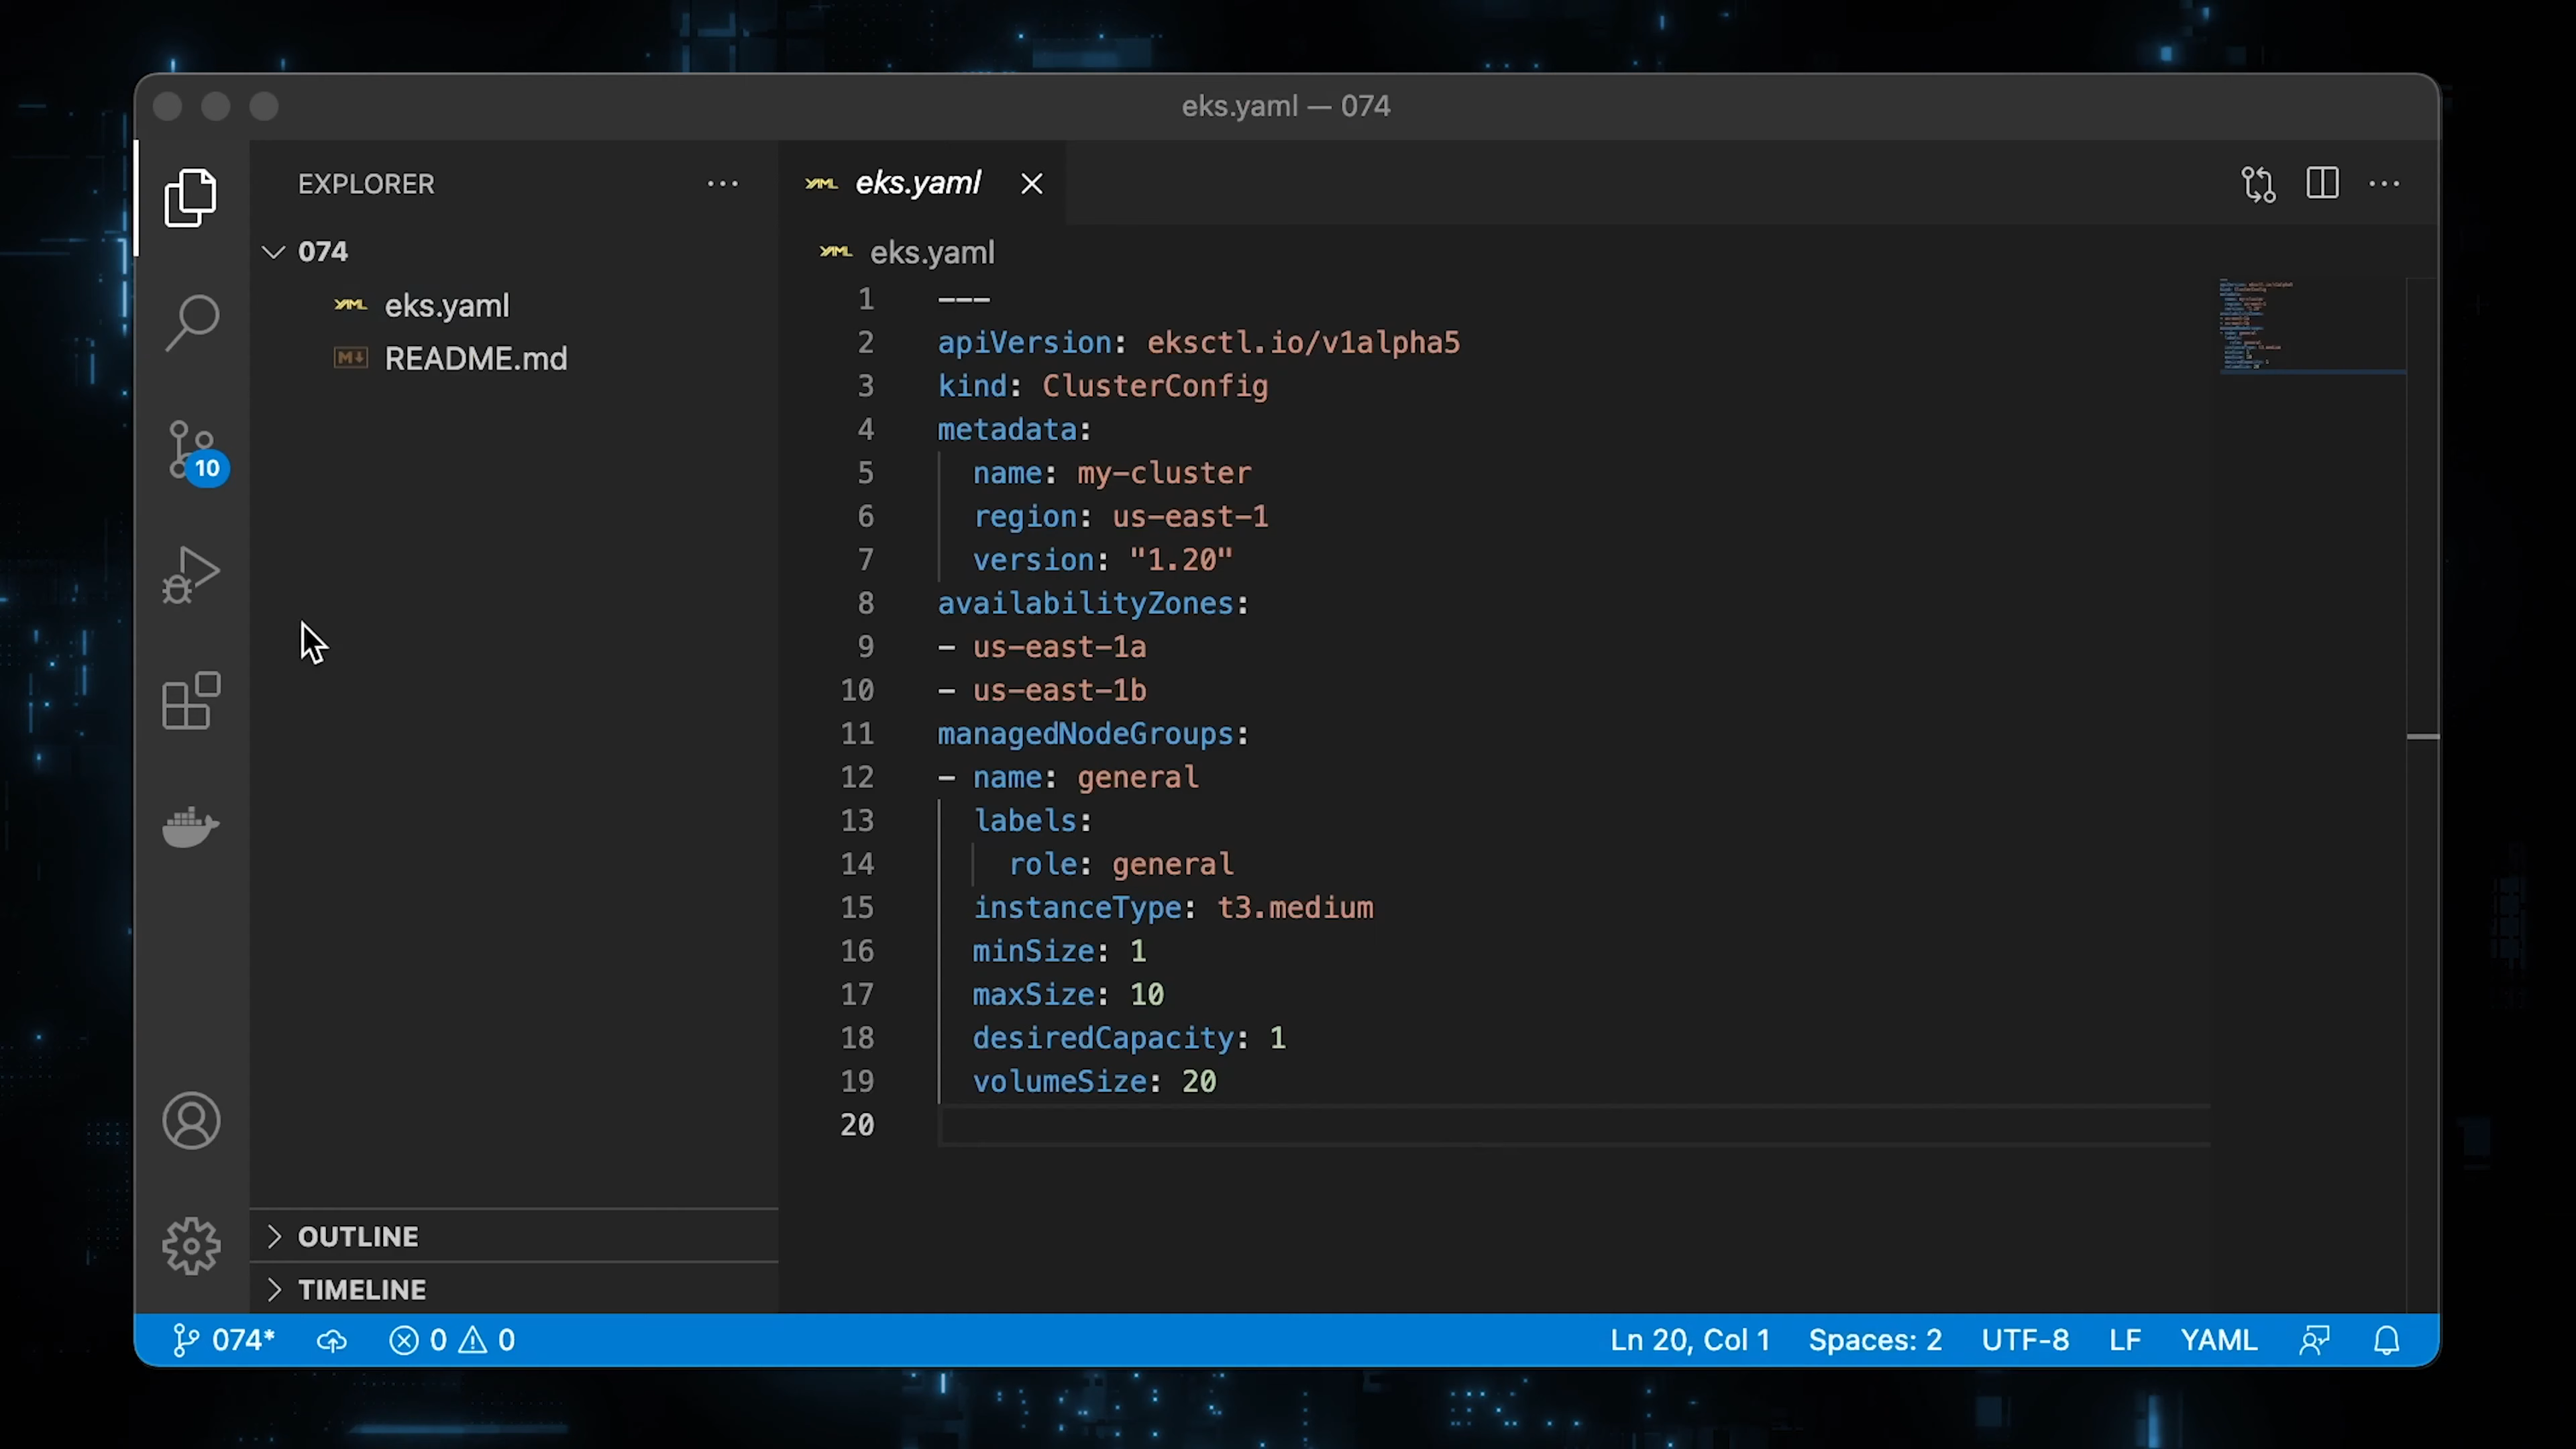 eks.yaml — 074
EXPLORER
074
YAML eks.yaml
M↓ README.md
10
OUTLINE
TIMELINE
YAML eks.yaml
YAML eks.yaml
1 ---
2 apiVersion: eksctl.io/v1alpha5
3 kind: ClusterConfig
4 metadata:
5 name: my-cluster
6 region: us-east-1
7 version: "1.20"
8 availabilityZones:
9 - us-east-1a
10 - us-east-1b
11 managedNodeGroups:
12 - name: general
13 labels:
14 role: general
15 instanceType: t3.medium
16 minSize: 1
17 maxSize: 10
18 desiredCapacity: 1
19 volumeSize: 20
20
074* 0 0 Ln 20, Col 1 Spaces: 2 UTF-8 LF YAML